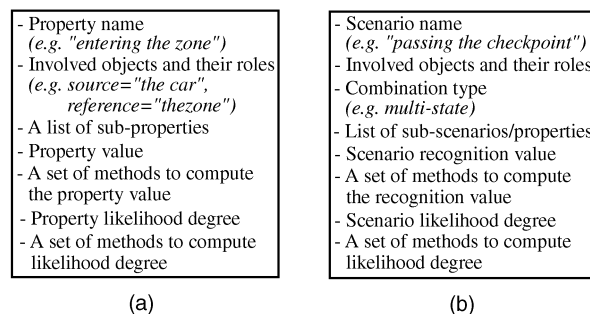 - Property name
(e.g. "entering the zone")
- Involved objects and their roles
(e.g. source="the car",
reference="thezone")
- A list of sub-properties
- Property value
- A set of methods to compute
the property value
- Property likelihood degree
- A set of methods to compute
likelihood degree
(a)
- Scenario name
(e.g. "passing the checkpoint")
- Involved objects and their roles
- Combination type
(e.g. multi-state)
- List of sub-scenarios/properties
- Scenario recognition value
- A set of methods to compute
the recognition value
- Scenario likelihood degree
- A set of methods to compute
likelihood degree
(b)